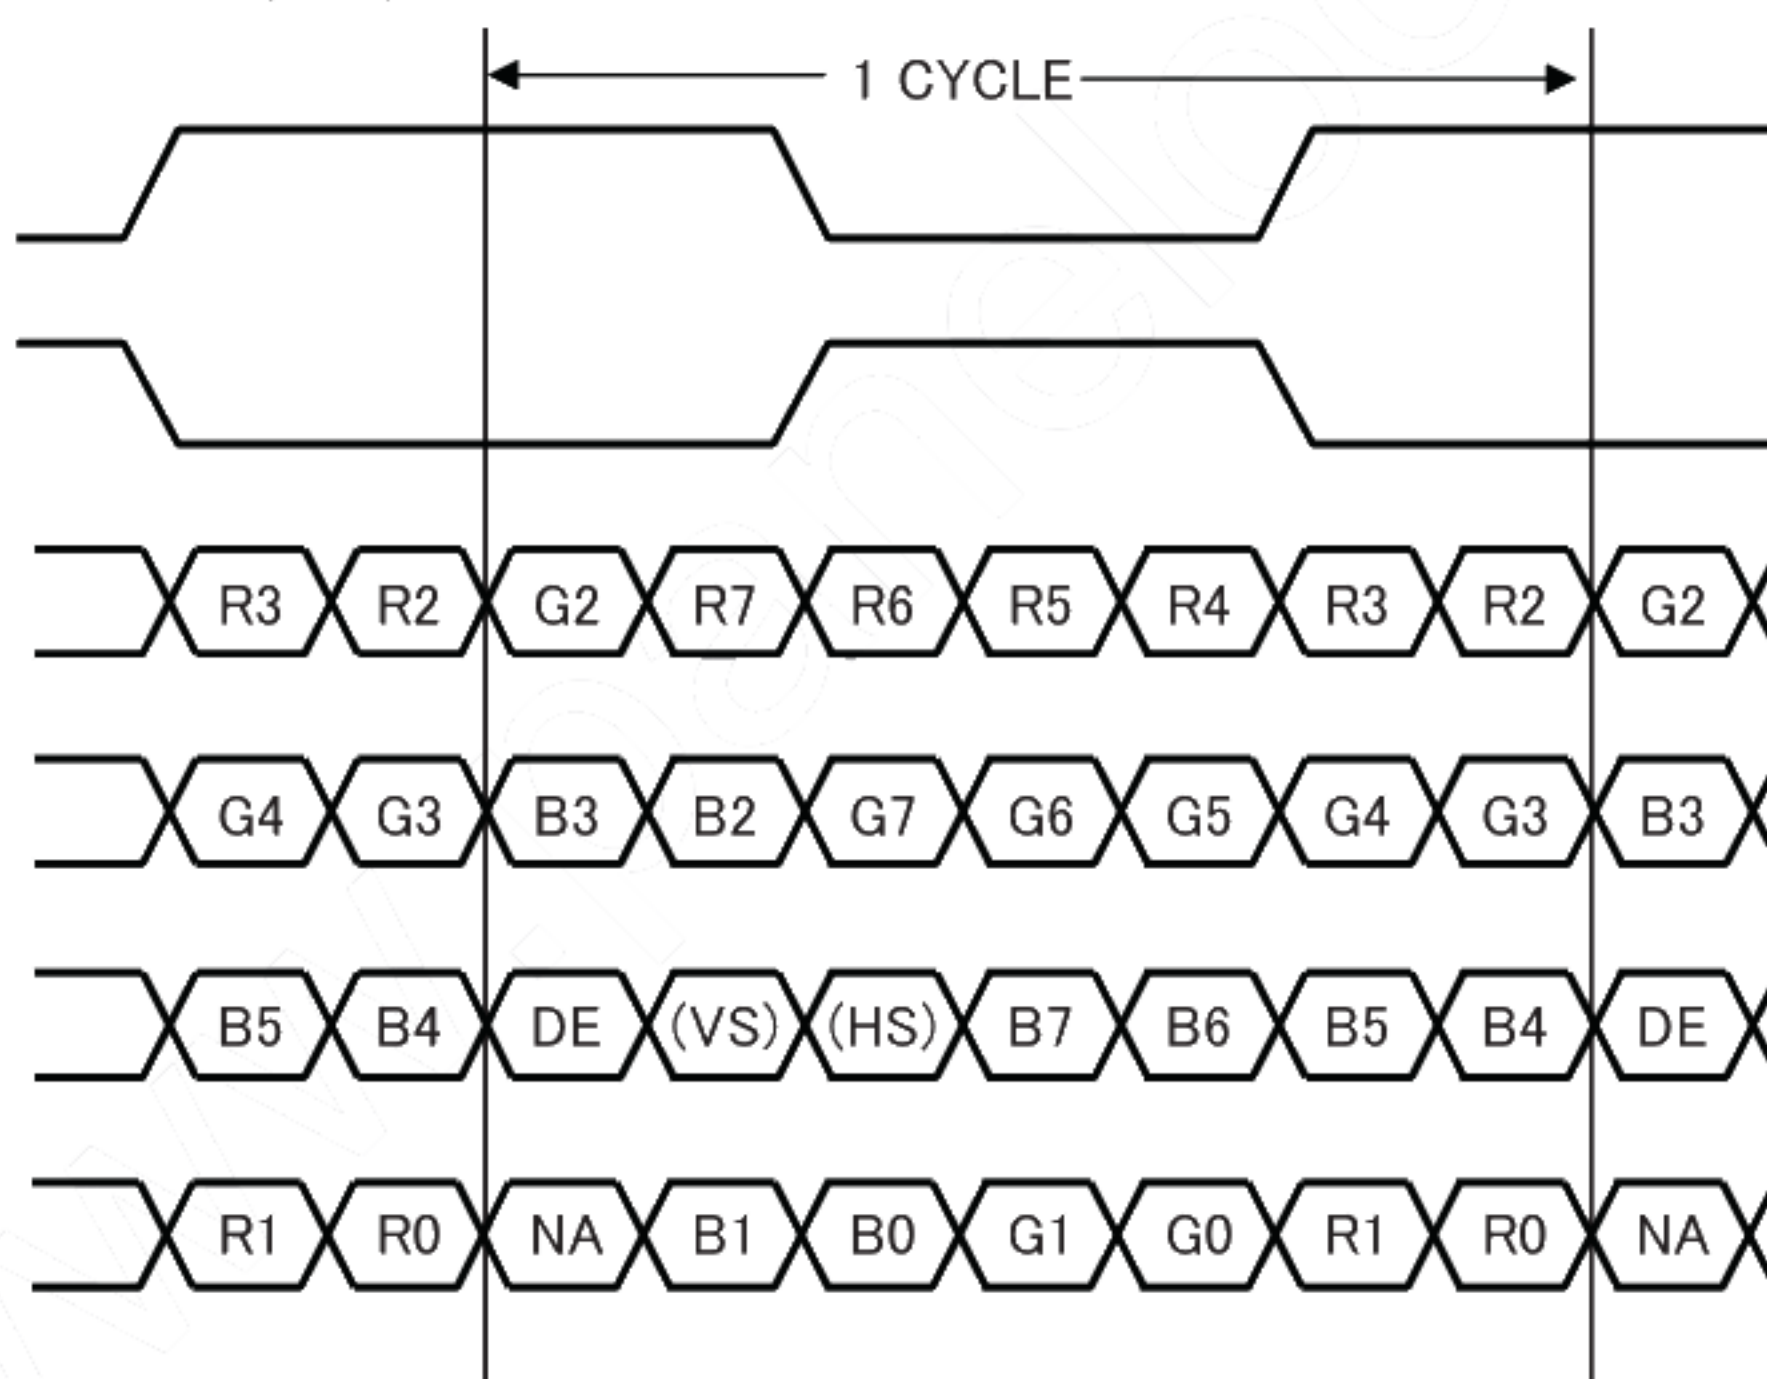 1 CYCLE
R3 R2 G2 R7 R6 R5 R4 R3 R2 G2
G4 G3 B3 B2 G7 G6 G5 G4 G3 B3
B5 B4 DE (VS) (HS) B7 B6 B5 B4 DE
R1 R0 NA B1 B0 G1 G0 R1 R0 NA